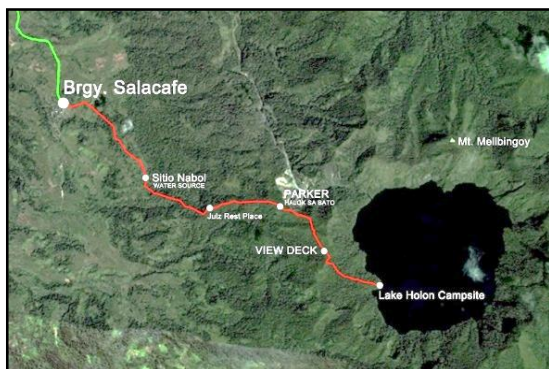 Brgy. Salacafe
Mt. Melibingoy
Sitio Nabol
WATER SOURCE
PARKER
HALOK SA BATO
Julz Rest Place
VIEW DECK
Lake Holon Campsite